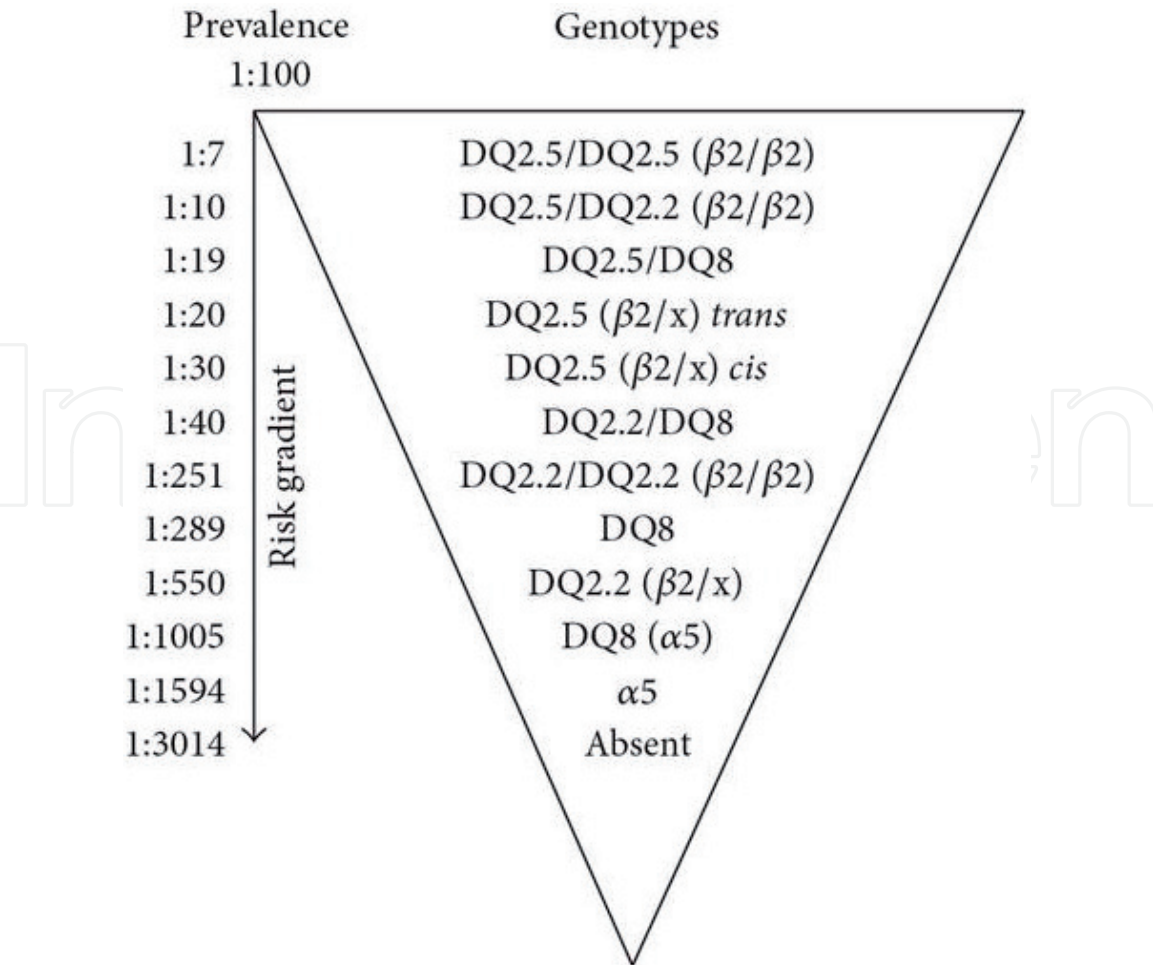 Prevalence Genotypes
1:100
1:7 DQ2.5/DQ2.5 (β2/β2)
1:10 DQ2.5/DQ2.2 (β2/β2)
1:19 DQ2.5/DQ8
1:20 DQ2.5 (β2/x) trans
1:30 DQ2.5 (β2/x) cis
1:40 DQ2.2/DQ8
1:251 DQ2.2/DQ2.2 (β2/β2)
1:289 DQ8
1:550 DQ2.2 (β2/x)
1:1005 DQ8 (α5)
1:1594 α5
1:3014 Absent
Risk gradient